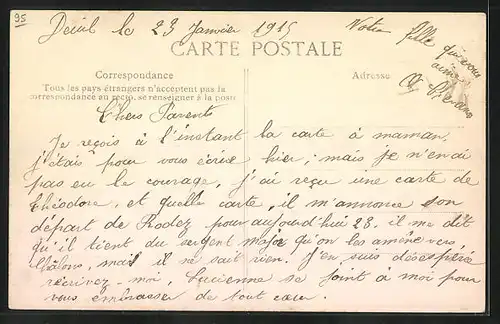 95
Deuil le 23 Janvier 1915
CARTE POSTALE
Correspondance
Tous les pays étrangers n'acceptent pas la
correspondance au recto, se renseigner à la poste
Adresse
Votre fille qui vous
aime
Chers Parents
Je reçois à l'instant la carte à maman,
j'étais pour vous écrire hier, mais je n'en ai
pas eu le courage, j'ai reçu une carte de
Théodore, et quelle carte, il m'annonce son
départ de Rodez pour aujourd'hui 23. il me dit
qu'il tient du sergent major qu'on les amène vers
Châlons, mais il ne sait rien. J'en suis désespérée
récrivez-moi, Lucienne se joint à moi pour
vous embrasser de tout cœur.